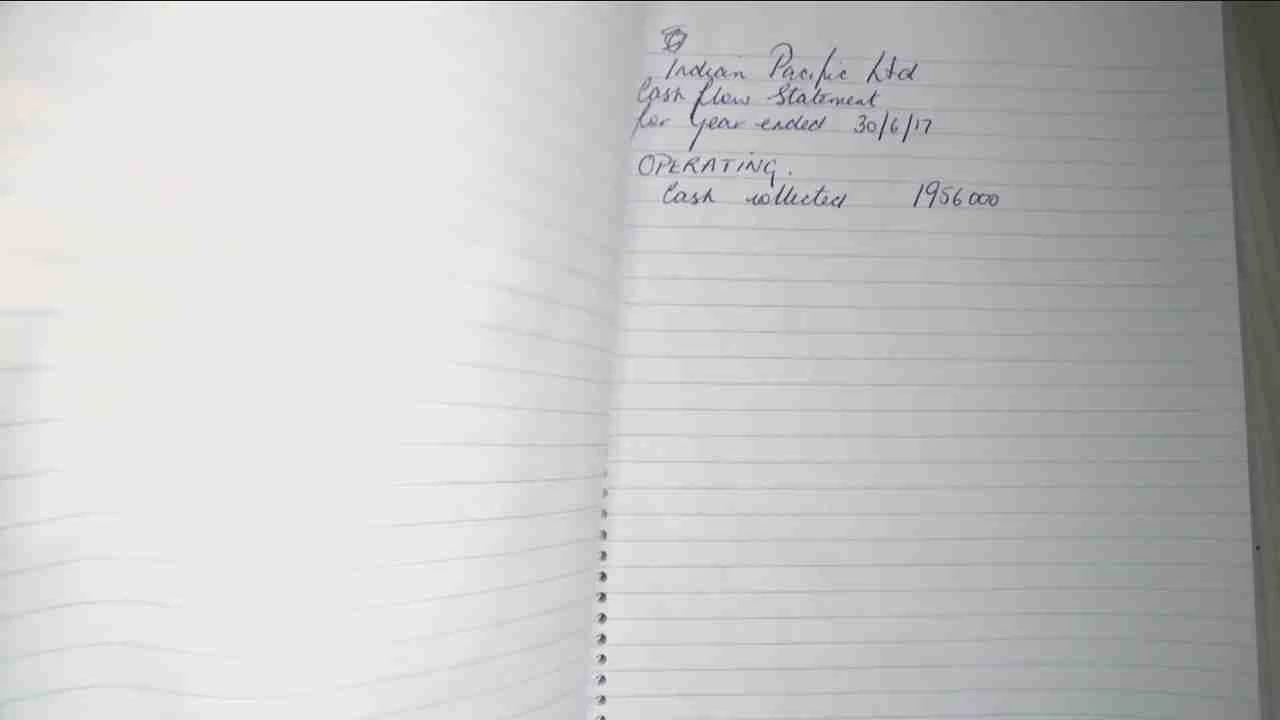 Indian Pacific Ltd
Cash flow Statement
for year ended 30/6/17
OPERATING.
Cash collected 1956000